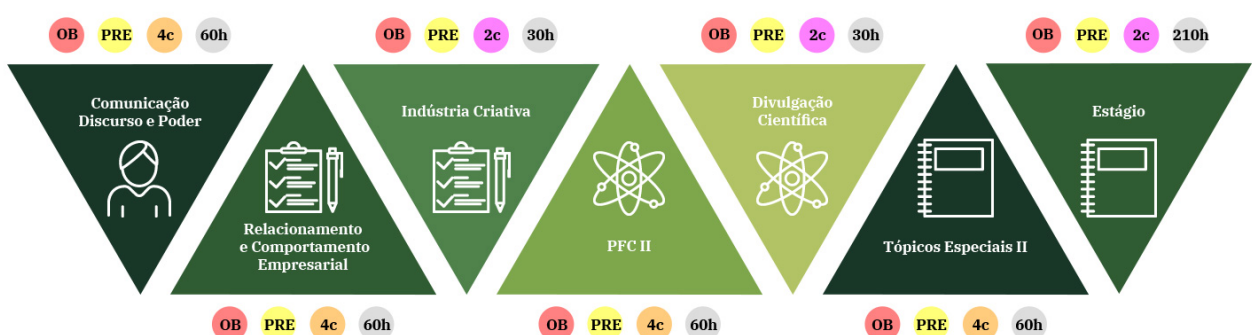 OB PRE 4c 60h
OB PRE 2c 30h
OB PRE 2c 30h
OB PRE 2c 210h
Comunicação
Discurso e Poder
Indústria Criativa
Divulgação
Científica
Estágio
Relacionamento
e Comportamento
Empresarial
PFC II
Tópicos Especiais II
OB PRE 4c 60h
OB PRE 4c 60h
OB PRE 4c 60h